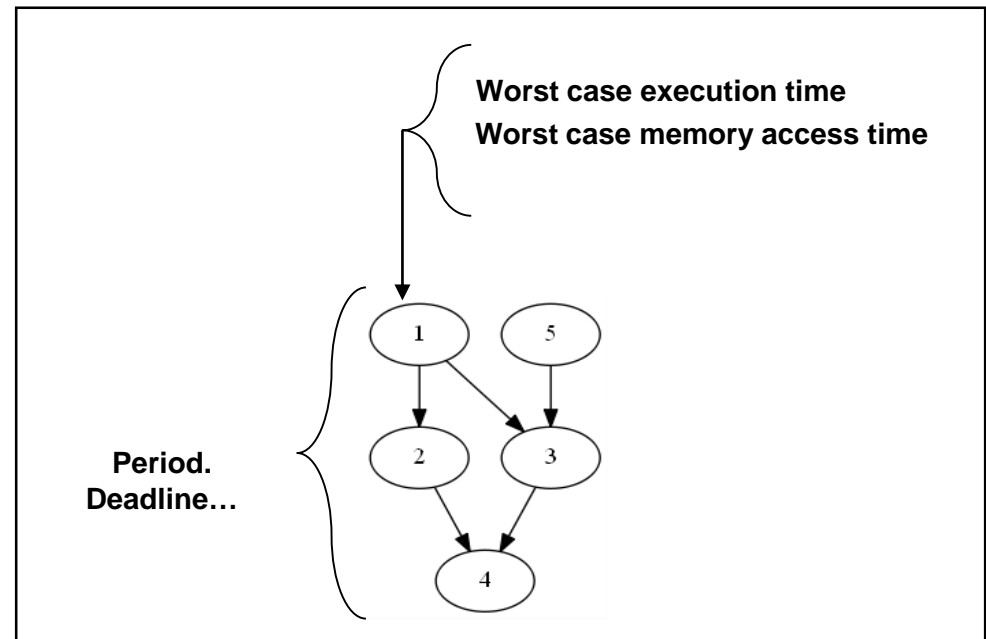 Worst case execution time
Worst case memory access time
1
5
2
3
Period.
Deadline…
4